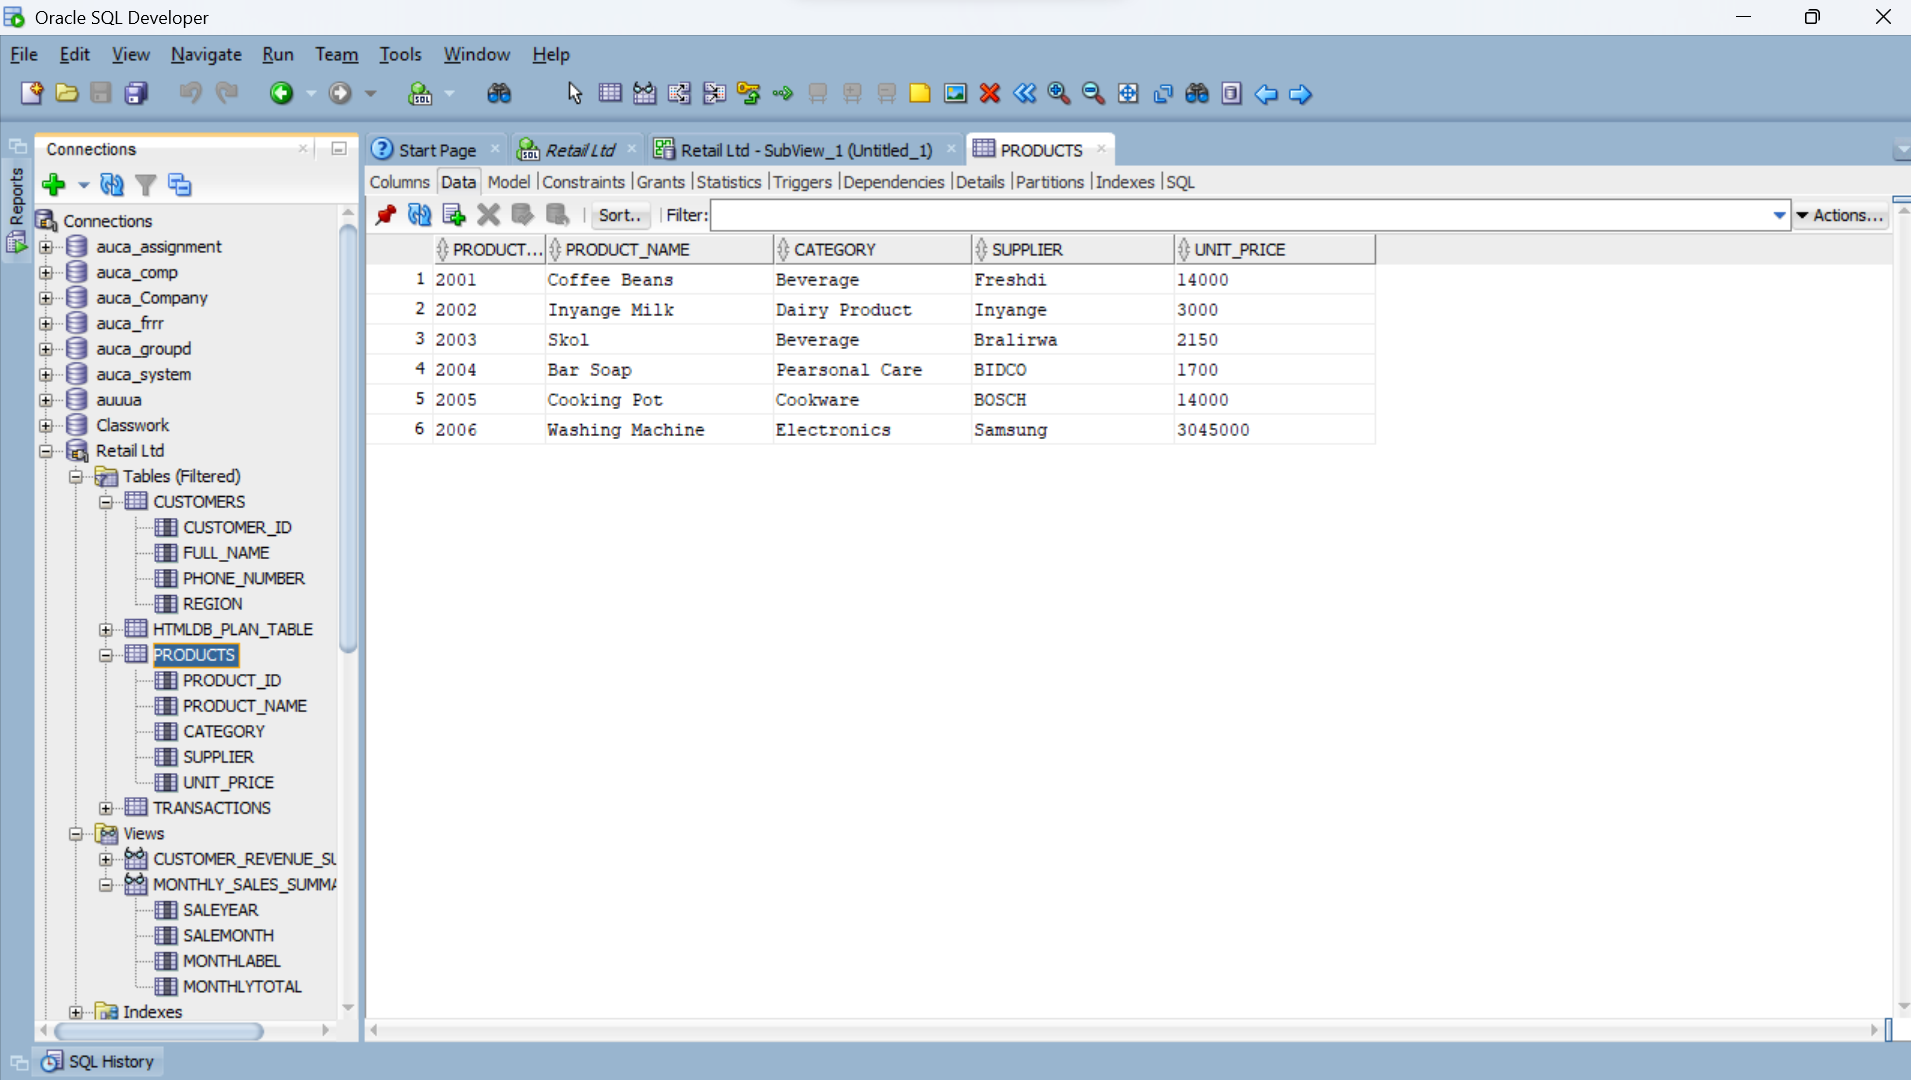 Oracle SQL Developer
File Edit View Navigate Run Team Tools Window Help
Reports
Connections
Connections
auca_assignment
auca_comp
auca_Company
auca_frrr
auca_groupd
auca_system
auuua
Classwork
Retail Ltd
Tables (Filtered)
CUSTOMERS
CUSTOMER_ID
FULL_NAME
PHONE_NUMBER
REGION
HTMLDB_PLAN_TABLE
PRODUCTS
PRODUCT_ID
PRODUCT_NAME
CATEGORY
SUPPLIER
UNIT_PRICE
TRANSACTIONS
Views
CUSTOMER_REVENUE_SU
MONTHLY_SALES_SUMMA
SALEYEAR
SALEMONTH
MONTHLABEL
MONTHLYTOTAL
Indexes
Start Page Retail Ltd Retail Ltd - SubView_1 (Untitled_1) PRODUCTS
Columns Data Model Constraints Grants Statistics Triggers Dependencies Details Partitions Indexes SQL
Sort.. Filter: Actions...
PRODUCT... PRODUCT_NAME CATEGORY SUPPLIER UNIT_PRICE
1 2001 Coffee Beans Beverage Freshdi 14000
2 2002 Inyange Milk Dairy Product Inyange 3000
3 2003 Skol Beverage Bralirwa 2150
4 2004 Bar Soap Pearsonal Care BIDCO 1700
5 2005 Cooking Pot Cookware BOSCH 14000
6 2006 Washing Machine Electronics Samsung 3045000
SQL History